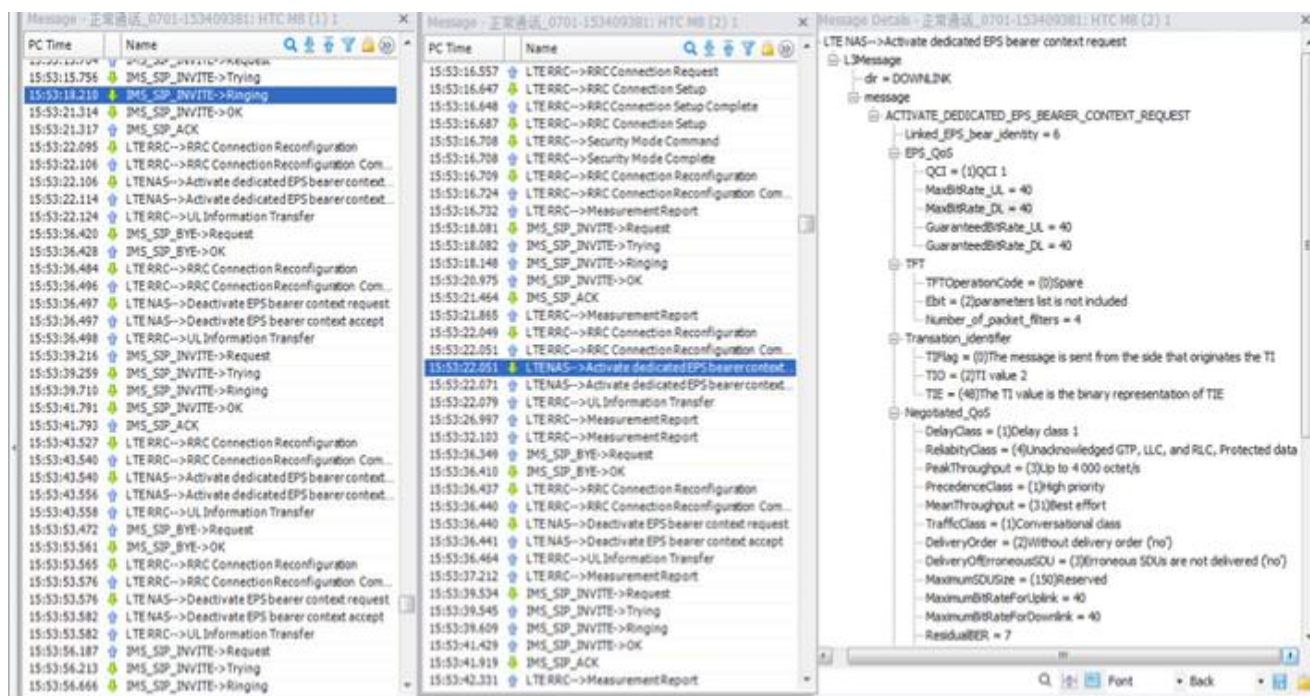 Message - 正常通话_0701-153409381: HTC M8 (1) 1
PC Time Name
IMS_SIP_INVITE->Request
15:53:15.756 IMS_SIP_INVITE->Trying
15:53:18.210 IMS_SIP_INVITE->Ringing
15:53:21.314 IMS_SIP_INVITE->OK
15:53:21.317 IMS_SIP_ACK
15:53:22.095 LTE RRC-->RRC Connection Reconfiguration
15:53:22.106 LTE RRC-->RRC Connection Reconfiguration Com...
15:53:22.106 LTE NAS-->Activate dedicated EPS bearer context...
15:53:22.114 LTE NAS-->Activate dedicated EPS bearer context...
15:53:22.124 LTE RRC-->UL Information Transfer
15:53:36.420 IMS_SIP_BYE->Request
15:53:36.428 IMS_SIP_BYE->OK
15:53:36.484 LTE RRC-->RRC Connection Reconfiguration
15:53:36.496 LTE RRC-->RRC Connection Reconfiguration Com...
15:53:36.497 LTE NAS-->Deactivate EPS bearer context request
15:53:36.497 LTE NAS-->Deactivate EPS bearer context accept
15:53:36.498 LTE RRC-->UL Information Transfer
15:53:39.216 IMS_SIP_INVITE->Request
15:53:39.259 IMS_SIP_INVITE->Trying
15:53:39.710 IMS_SIP_INVITE->Ringing
15:53:41.791 IMS_SIP_INVITE->OK
15:53:41.793 IMS_SIP_ACK
15:53:43.527 LTE RRC-->RRC Connection Reconfiguration
15:53:43.540 LTE RRC-->RRC Connection Reconfiguration Com...
15:53:43.540 LTE NAS-->Activate dedicated EPS bearer context...
15:53:43.556 LTE NAS-->Activate dedicated EPS bearer context...
15:53:43.558 LTE RRC-->UL Information Transfer
15:53:53.472 IMS_SIP_BYE->Request
15:53:53.561 IMS_SIP_BYE->OK
15:53:53.565 LTE RRC-->RRC Connection Reconfiguration
15:53:53.576 LTE RRC-->RRC Connection Reconfiguration Com...
15:53:53.576 LTE NAS-->Deactivate EPS bearer context request
15:53:53.582 LTE NAS-->Deactivate EPS bearer context accept
15:53:53.582 LTE RRC-->UL Information Transfer
15:53:56.187 IMS_SIP_INVITE->Request
15:53:56.213 IMS_SIP_INVITE->Trying
15:53:56.666 IMS_SIP_INVITE->Ringing
Message - 正常通话_0701-153409381: HTC M8 (2) 1
PC Time Name
15:53:16.557 LTE RRC-->RRC Connection Request
15:53:16.647 LTE RRC-->RRC Connection Setup
15:53:16.648 LTE RRC-->RRC Connection Setup Complete
15:53:16.687 LTE RRC-->RRC Connection Setup
15:53:16.708 LTE RRC-->Security Mode Command
15:53:16.708 LTE RRC-->Security Mode Complete
15:53:16.709 LTE RRC-->RRC Connection Reconfiguration
15:53:16.724 LTE RRC-->RRC Connection Reconfiguration Com...
15:53:16.732 LTE RRC-->Measurement Report
15:53:18.081 IMS_SIP_INVITE->Request
15:53:18.082 IMS_SIP_INVITE->Trying
15:53:18.148 IMS_SIP_INVITE->Ringing
15:53:20.975 IMS_SIP_INVITE->OK
15:53:21.464 IMS_SIP_ACK
15:53:21.865 LTE RRC-->Measurement Report
15:53:22.049 LTE RRC-->RRC Connection Reconfiguration
15:53:22.051 LTE RRC-->RRC Connection Reconfiguration Com...
15:53:22.051 LTE NAS-->Activate dedicated EPS bearer context...
15:53:22.071 LTE NAS-->Activate dedicated EPS bearer context...
15:53:22.079 LTE RRC-->UL Information Transfer
15:53:26.997 LTE RRC-->Measurement Report
15:53:32.103 LTE RRC-->Measurement Report
15:53:36.349 IMS_SIP_BYE->Request
15:53:36.410 IMS_SIP_BYE->OK
15:53:36.437 LTE RRC-->RRC Connection Reconfiguration
15:53:36.440 LTE RRC-->RRC Connection Reconfiguration Com...
15:53:36.440 LTE NAS-->Deactivate EPS bearer context request
15:53:36.441 LTE NAS-->Deactivate EPS bearer context accept
15:53:36.464 LTE RRC-->UL Information Transfer
15:53:37.212 LTE RRC-->Measurement Report
15:53:39.534 IMS_SIP_INVITE->Request
15:53:39.545 IMS_SIP_INVITE->Trying
15:53:39.609 IMS_SIP_INVITE->Ringing
15:53:41.429 IMS_SIP_INVITE->OK
15:53:41.919 IMS_SIP_ACK
15:53:42.331 LTE RRC-->Measurement Report
Message Details - 正常通话_0701-153409381: HTC M8 (2) 1
LTE NAS-->Activate dedicated EPS bearer context request
L3Message
dir = DOWNLINK
message
ACTIVATE_DEDICATED_EPS_BEARER_CONTEXT_REQUEST
Linked_EPS_bear_identity = 6
EPS_QoS
QCI = (1)QCI 1
MaxBitRate_UL = 40
MaxBitRate_DL = 40
GuaranteedBitRate_UL = 40
GuaranteedBitRate_DL = 40
TFT
TFTOperationCode = (0)Spare
Ebit = (2)parameters list is not included
Number_of_packet_filters = 4
Transation_identifier
TIFlag = (0)The message is sent from the side that originates the TI
TIO = (2)TI value 2
TIE = (48)The TI value is the binary representation of TIE
Negotiated_QoS
DelayClass = (1)Delay class 1
ReliabityClass = (4)Unacknowledged GTP, LLC, and RLC, Protected data
PeakThroughput = (3)Up to 4 000 octet/s
PrecedenceClass = (1)High priority
MeanThroughput = (31)Best effort
TrafficClass = (1)Conversational class
DeliveryOrder = (2)Without delivery order ('no')
DeliveryOfErroneousSDU = (3)Erroneous SDUs are not delivered ('no')
MaximumSDUSize = (150)Reserved
MaximumBitRateForUplink = 40
MaximumBitRateForDownlink = 40
ResidualBER = 7
Font Back